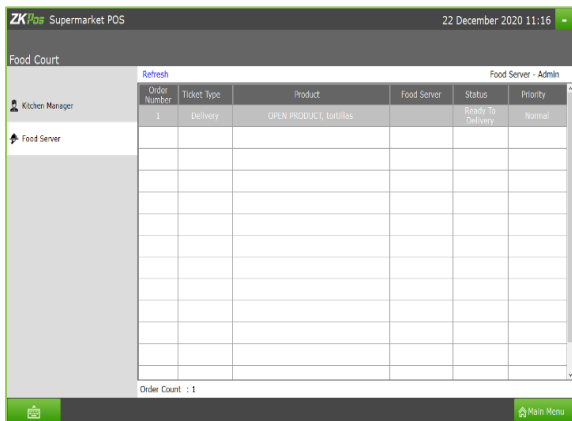 ZKPos Supermarket POS 22 December 2020 11:16 -
Food Court
Refresh Food Server - Admin
Order Number Ticket Type Product Food Server Status Priority
1 Delivery OPEN PRODUCT, tortillas Ready To Delivery Normal
Kitchen Manager
Food Server
Order Count : 1
Main Menu